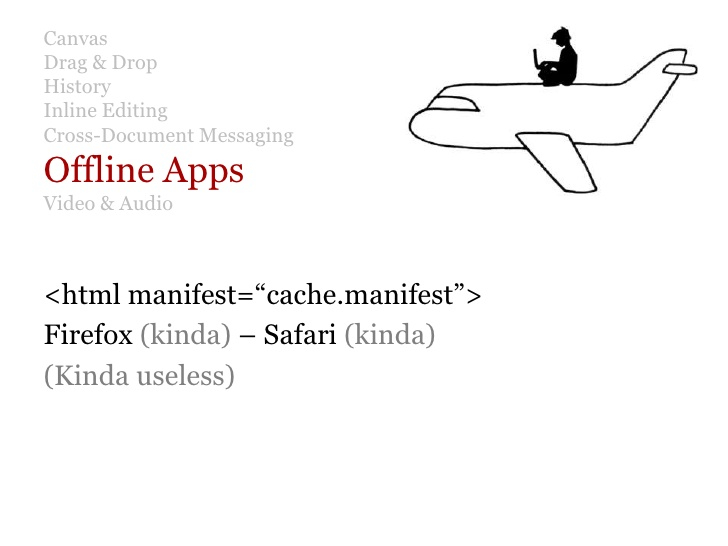 Canvas
Drag & Drop
History
Inline Editing
Cross-Document Messaging
Offline Apps
Video & Audio
<html manifest=“cache.manifest”>
Firefox (kinda) – Safari (kinda)
(Kinda useless)